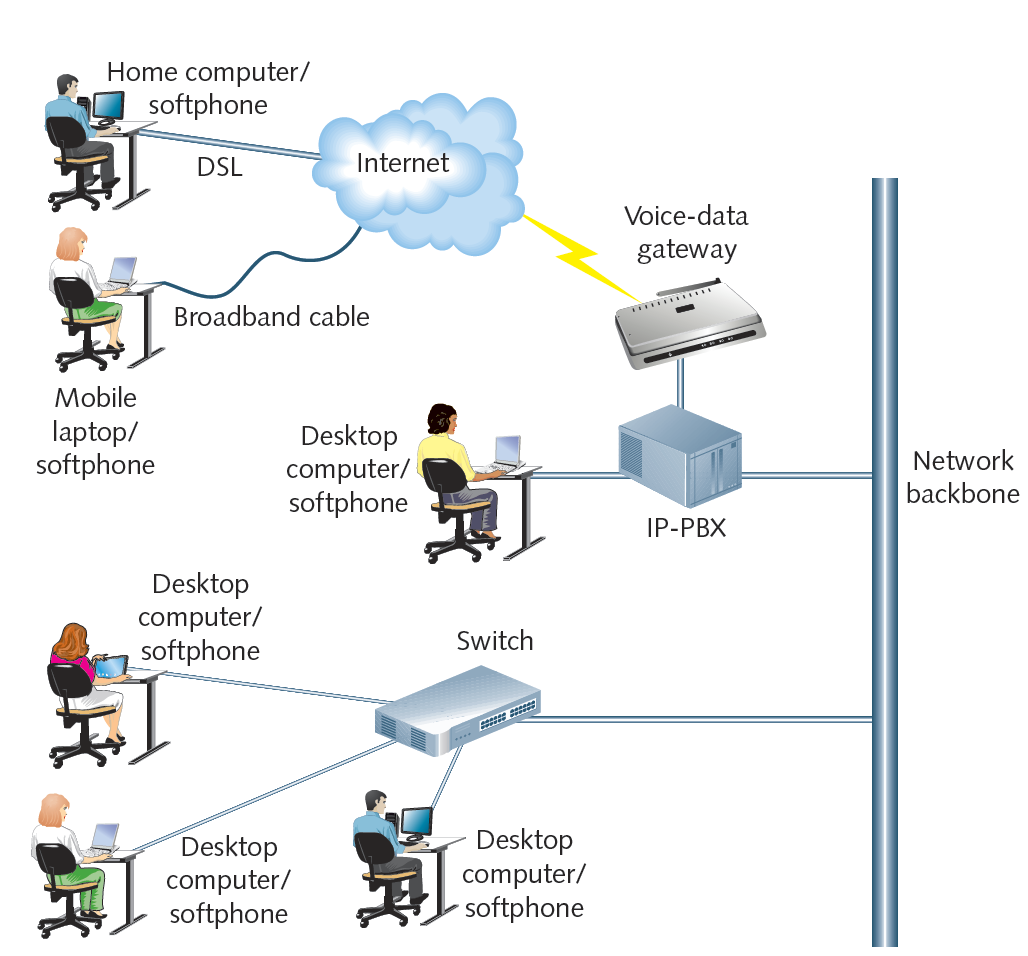 Home computer/
softphone
DSL
Internet
Voice-data
gateway
Broadband cable
Mobile
laptop/
softphone
Desktop
computer/
softphone
IP-PBX
Network
backbone
Desktop
computer/
softphone
Switch
Desktop
computer/
softphone
Desktop
computer/
softphone